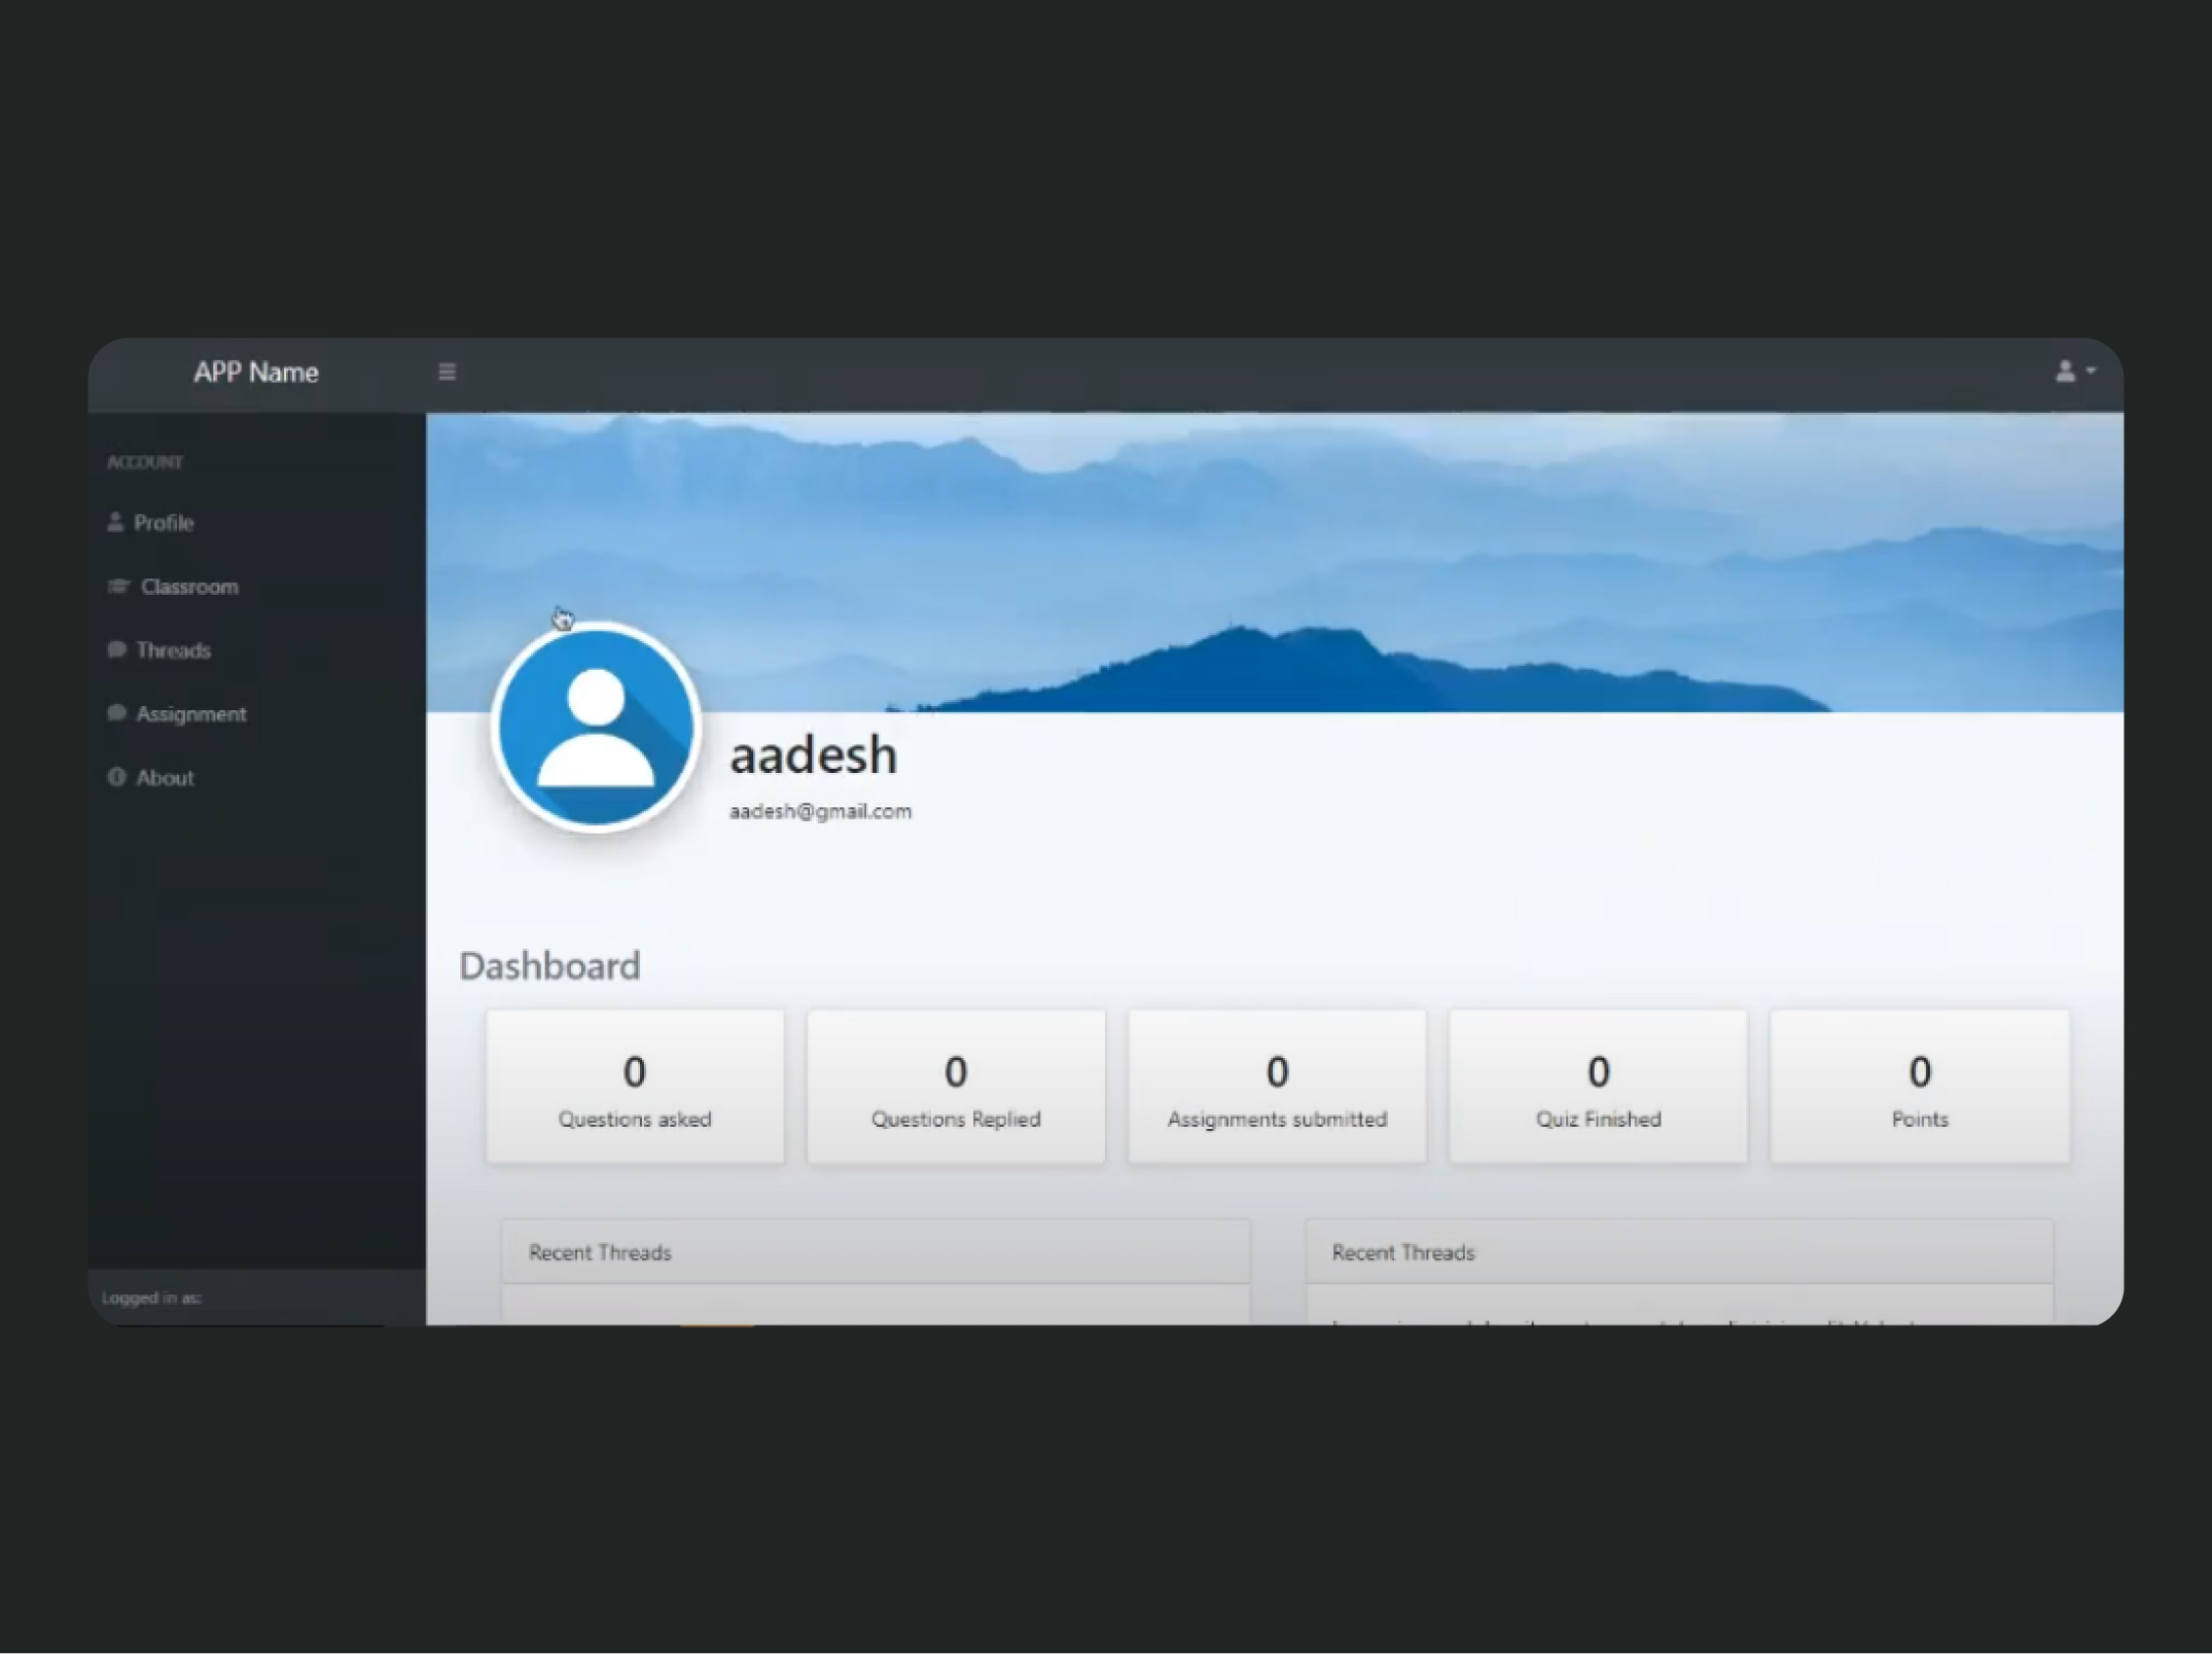 APP Name
ACCOUNT
Profile
Classroom
Threads
Assignment
About
Logged in as:
aadesh
aadesh@gmail.com
Dashboard
0
Questions asked
0
Questions Replied
0
Assignments submitted
0
Quiz Finished
0
Points
Recent Threads
Recent Threads